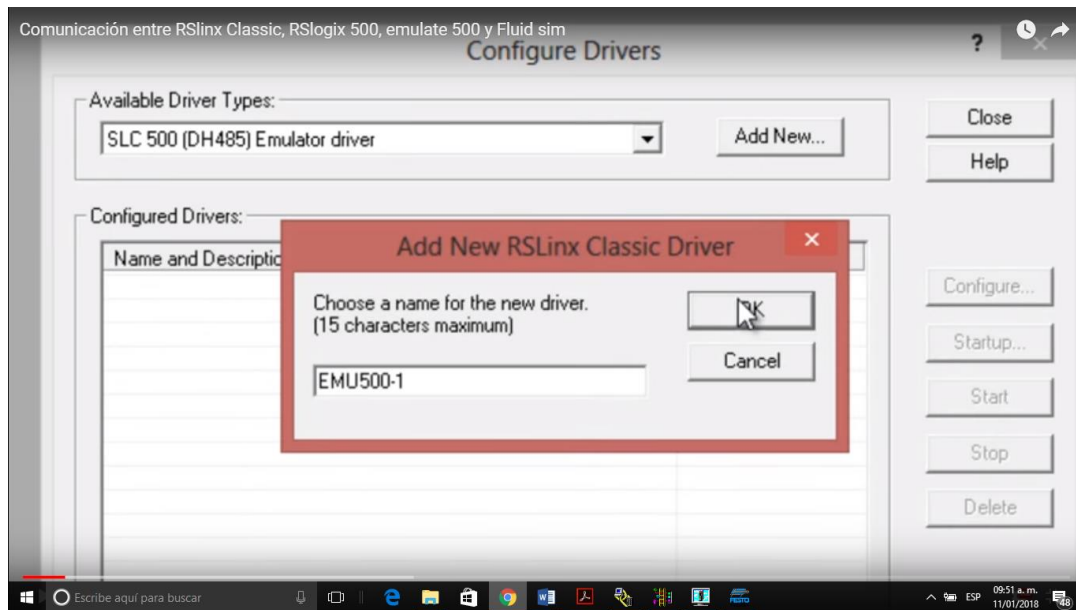 Comunicación entre RSlinx Classic, RSlogix 500, emulate 500 y Fluid sim
Configure Drivers
?
Available Driver Types:
SLC 500 (DH485) Emulator driver
Add New...
Close
Help
Configured Drivers:
Name and Descriptic
Add New RSLinx Classic Driver
Choose a name for the new driver.
(15 characters maximum)
EMU500-1
Cancel
Configure...
Startup...
Start
Stop
Delete
Escribe aquí para buscar
FESTO
ESP
09:51 a. m.
11/01/2018
48